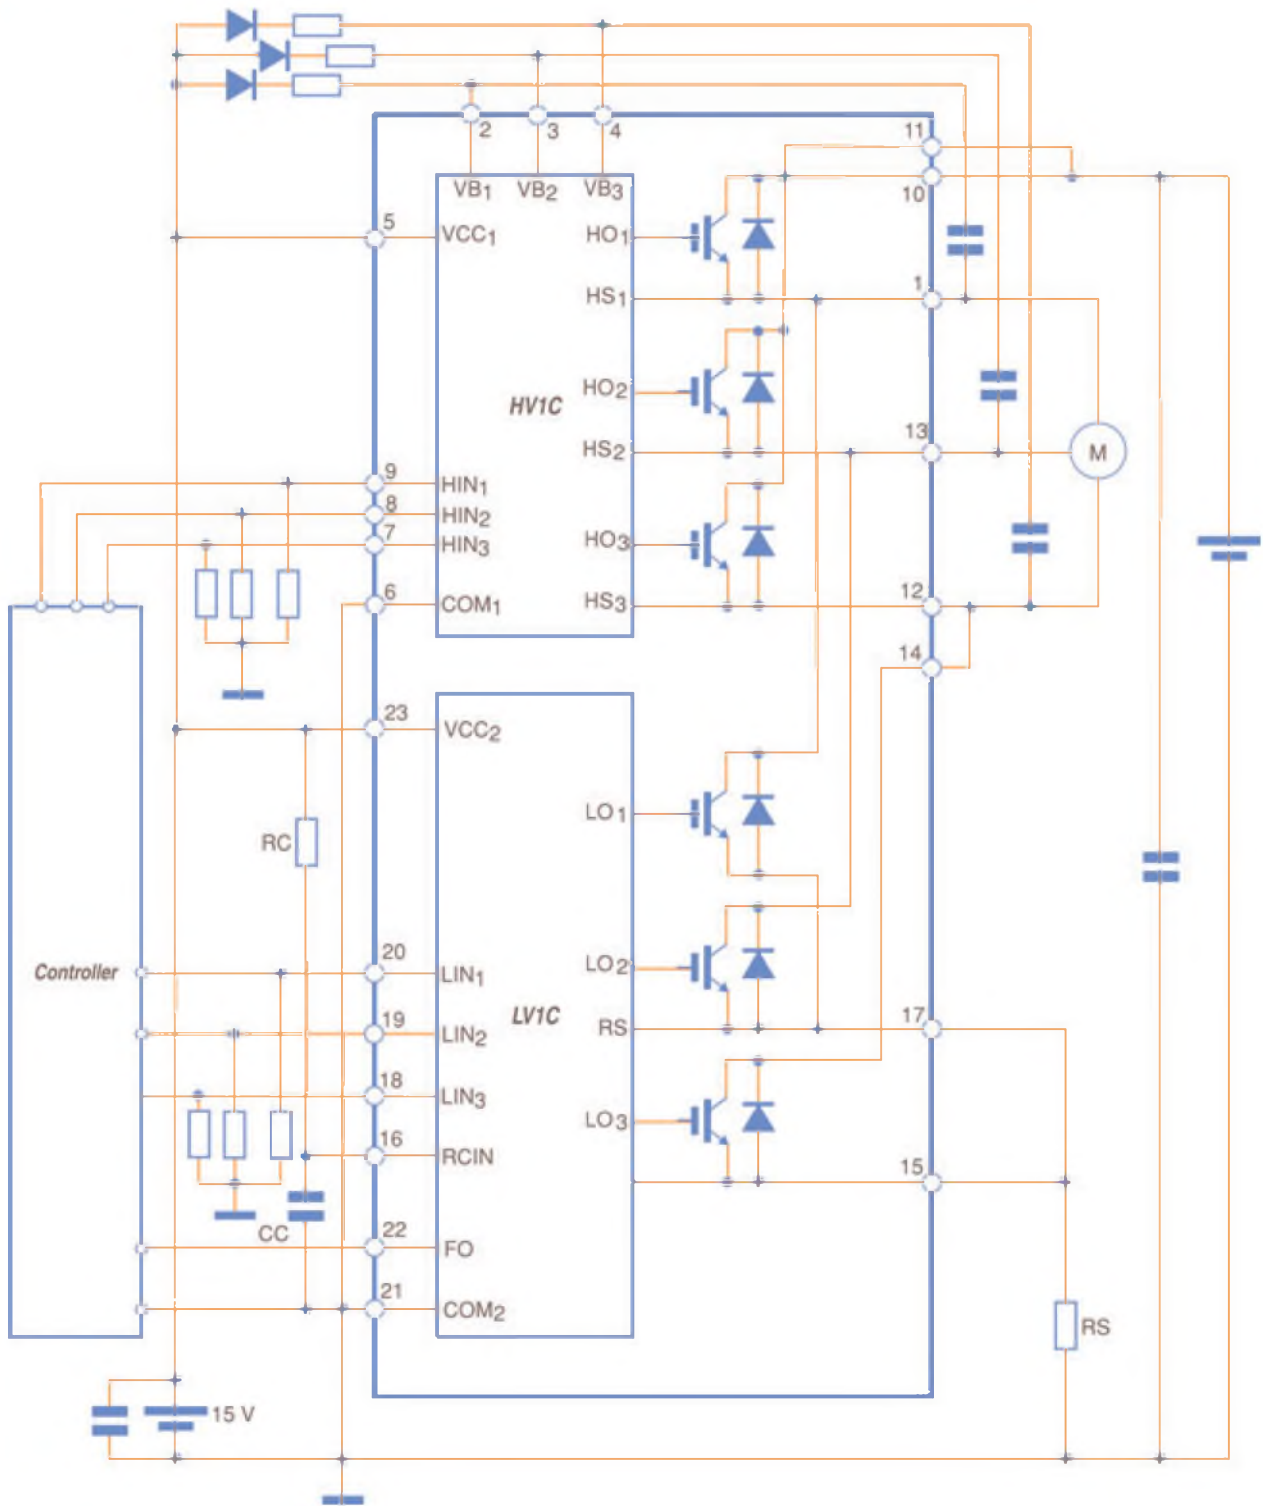 2
3
4
11
VB1
VB2
VB3
10
5
VCC1
HO1
HS1
1
HO2
HV1C
13
HS2
M
9
HIN1
8
HIN2
7
HIN3
HO3
6
COM1
HS3
12
14
23
VCC2
LO1
RC
20
Controller
LIN1
LO2
19
LIN2
LV1C
RS
17
18
LIN3
LO3
16
RCIN
15
CC
22
FO
21
COM2
RS
15 V